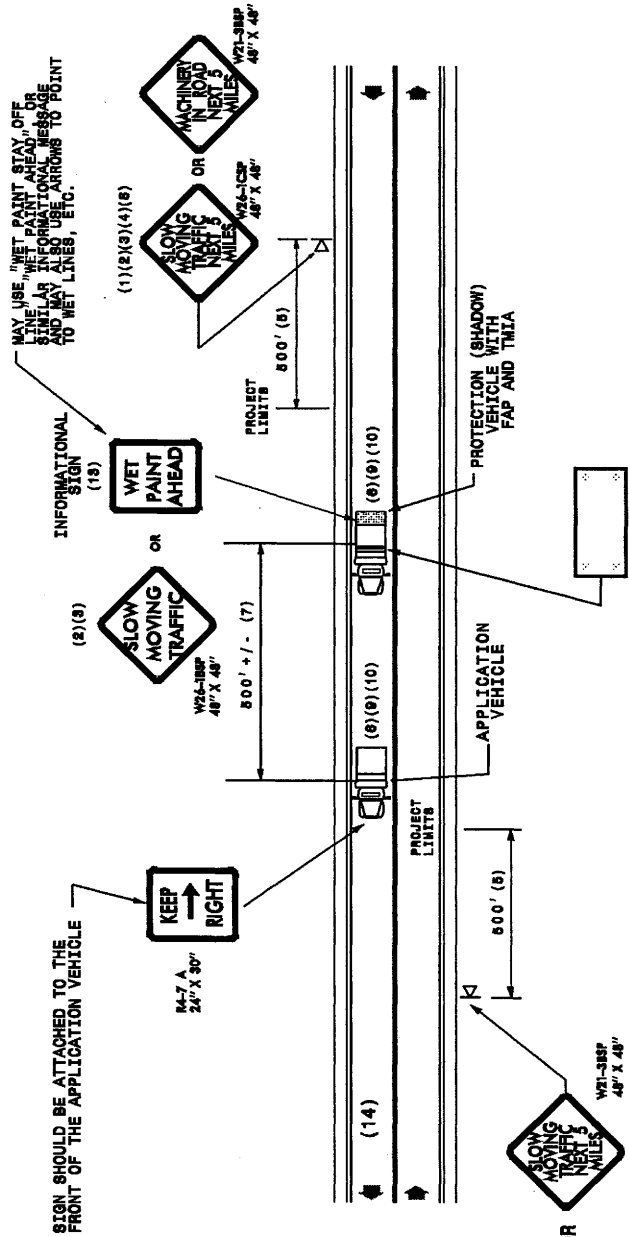 SIGN SHOULD BE ATTACHED TO THE
FRONT OF THE APPLICATION VEHICLE
KEEP
RIGHT
R4-7 A
24" X 30"
(2)(3)
SLOW
MOVING
TRAFFIC
W26-1BSP
48" X 48"
OR
INFORMATIONAL
SIGN
(13)
WET
PAINT
AHEAD
MAY USE "WET PAINT STAY OFF
LINE", "WET PAINT AHEAD", OR
SIMILAR INFORMATIONAL MESSAGE
AND MAY ALSO USE ARROWS TO POINT
TO WET LINES, ETC.
(1)(2)(3)(4)(5)
SLOW
MOVING
TRAFFIC
NEXT 5
MILES
W26-1CSP
48" X 48"
OR
MACHINERY
IN ROAD
NEXT 5
MILES
W21-3BSP
48" X 48"
500' +/- (7)
PROJECT
LIMITS
500' (5)
(14)
(6)(9)(10)
(6)(9)(10)
PROJECT
LIMITS
500' (5)
APPLICATION
VEHICLE
PROTECTION (SHADOW)
VEHICLE WITH
FAP AND TMIA
SLOW
MOVING
TRAFFIC
NEXT 5
MILES
W21-3BSP
48" X 48"
R